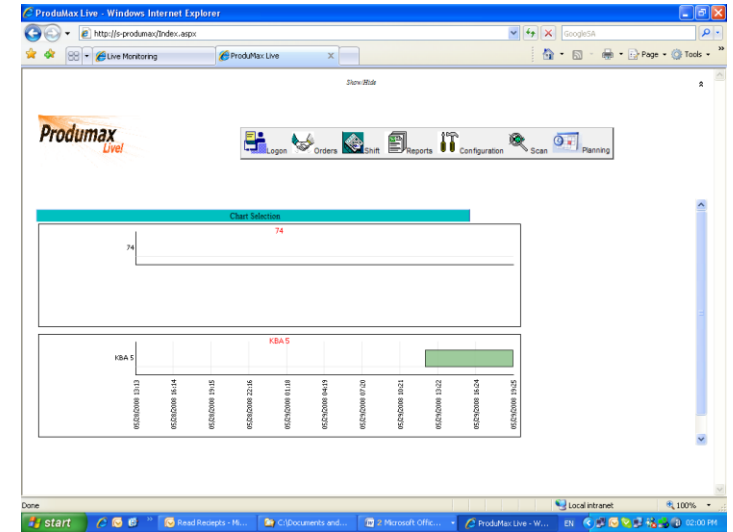 ProduMax Live - Windows Internet Explorer
http://s-produmax/Index.aspx
GoogleSA
Live Monitoring
ProduMax Live
Page
Tools
Show/Hide
Produmax
Live!
Logon
Orders
Shift
Reports
Configuration
Scan
Planning
Chart Selection
74
74
KBA 5
KBA 5
05/28/2008 13:13
05/28/2008 16:14
05/28/2008 19:15
05/28/2008 22:16
05/29/2008 01:18
05/29/2008 04:19
05/29/2008 07:20
05/29/2008 10:21
05/29/2008 13:22
05/29/2008 16:24
05/29/2008 19:25
Done
Local intranet
100%
start
Read Reciepts - Mi...
C:\Documents and...
2 Microsoft Offic...
ProduMax Live - W...
EN
02:00 PM